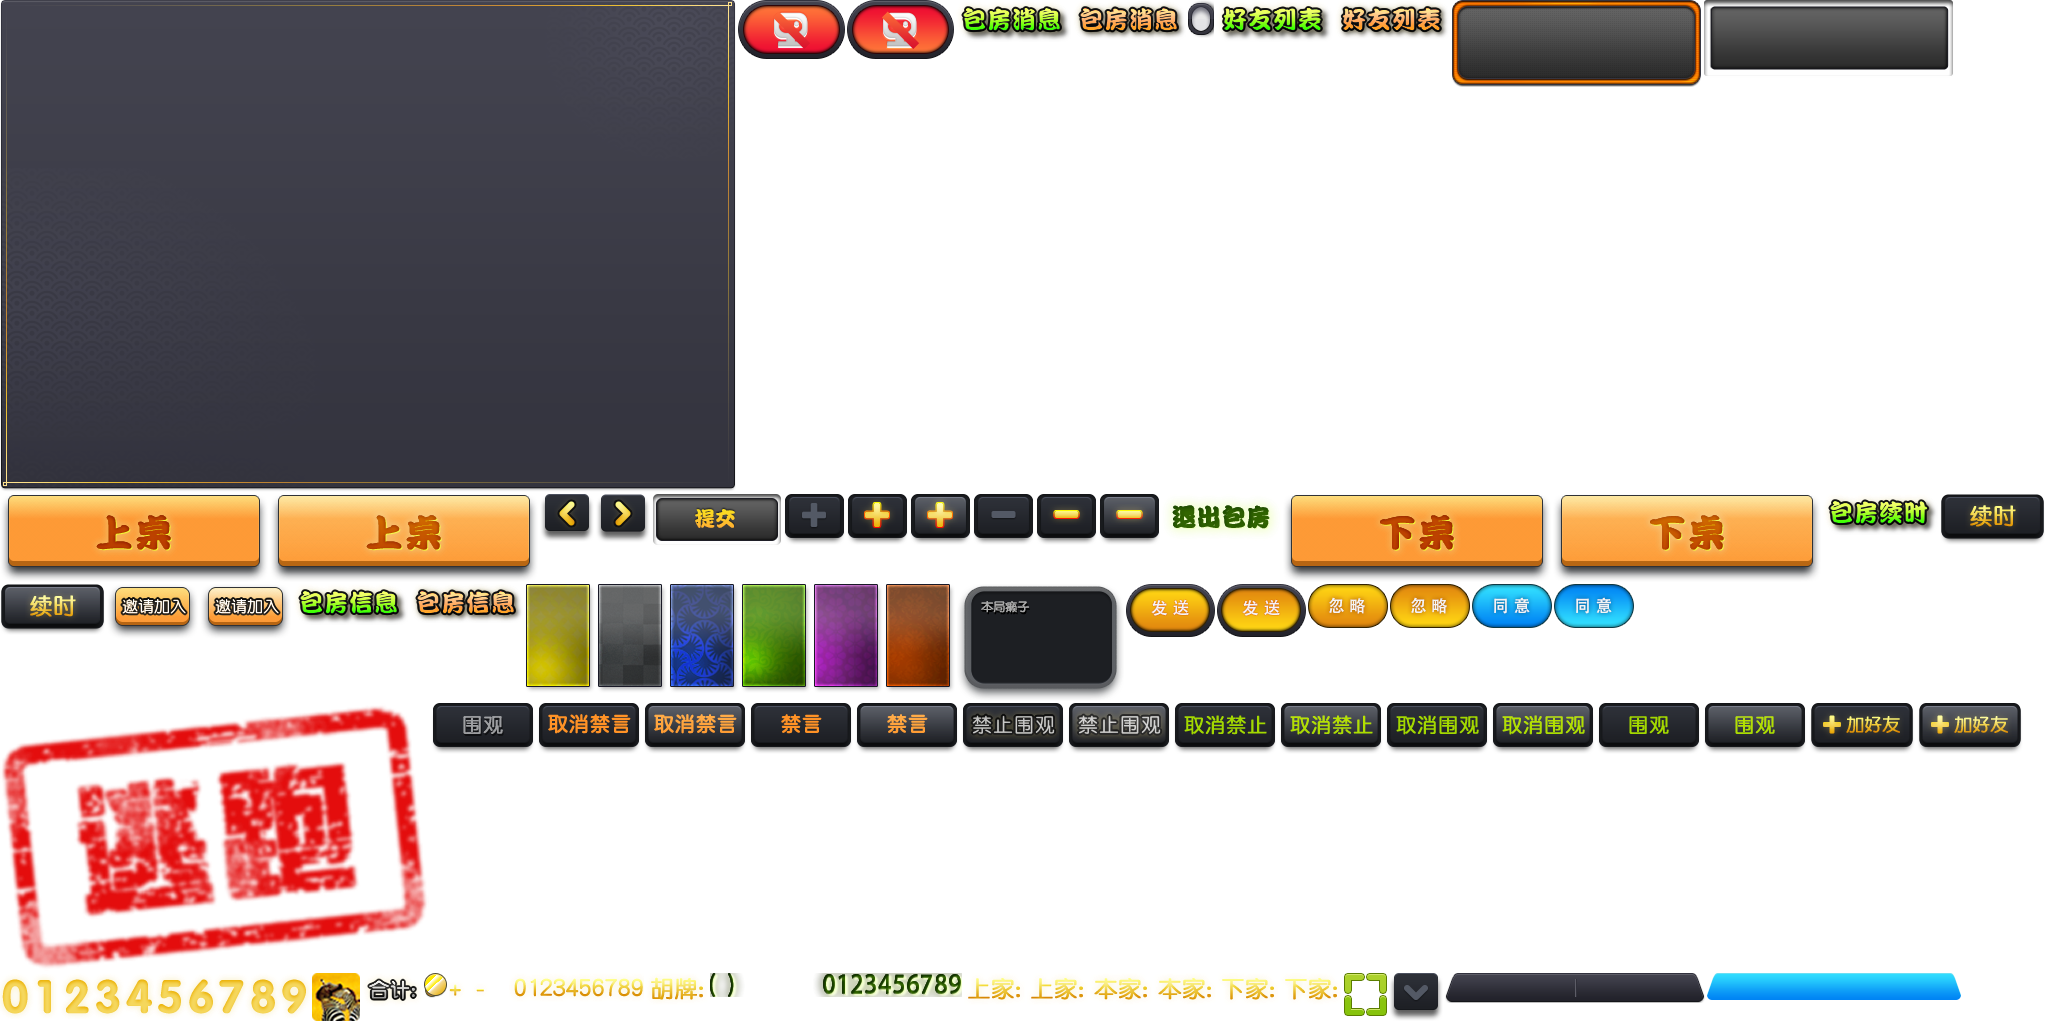 包房消息 包房消息 好友列表 好友列表
上桌 上桌 提交 退出包房 下桌 下桌 包房续时 续时
续时 邀请加入 邀请加入 包房信息 包房信息 本局癞子 发送 发送 忽略 忽略 同意 同意
围观 取消禁言 取消禁言 禁言 禁言 禁止围观 禁止围观 取消禁止 取消禁止 取消围观 取消围观 围观 围观 +加好友 +加好友
0123456789 合计: + - 0123456789 胡牌: ( ) 0123456789 上家: 上家: 本家: 本家: 下家: 下家: